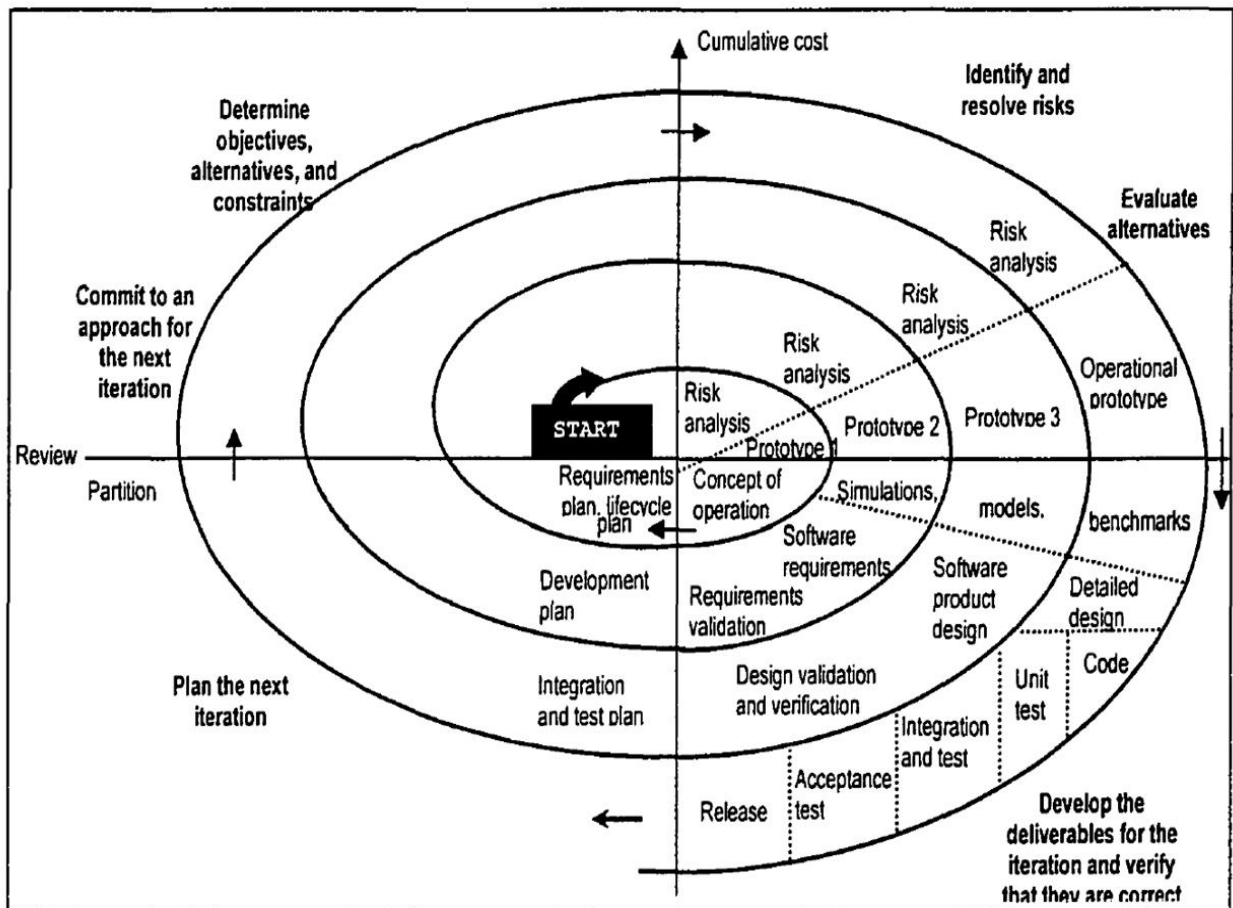 Cumulative cost
Identify and
resolve risks
Determine
objectives,
alternatives, and
constraints
Evaluate
alternatives
Risk
analysis
Risk
analysis
Risk
analysis
Risk
analysis
Commit to an
approach for
the next
iteration
Operational
prototype
Prototype 3
Prototype 2
Prototype 1
START
Review
Partition
Requirements
plan, lifecycle
plan
Concept of
operation
Simulations,
models,
benchmarks
Software
requirements
Development
plan
Requirements
validation
Software
product
design
Detailed
design
Code
Unit
test
Plan the next
iteration
Integration
and test plan
Design validation
and verification
Integration
and test
Acceptance
test
Release
Develop the
deliverables for the
iteration and verify
that they are correct